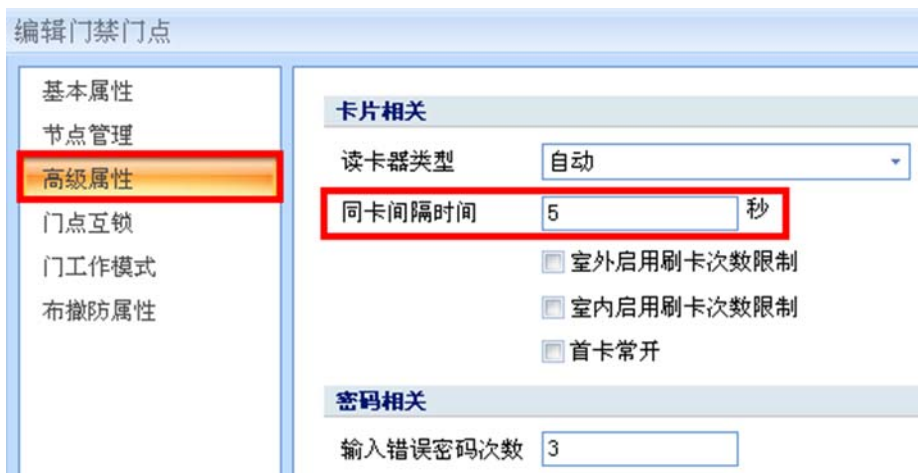 编辑门禁门点
基本属性
节点管理
高级属性
门点互锁
门工作模式
布撤防属性
卡片相关
读卡器类型 自动
同卡间隔时间 5 秒
室外启用刷卡次数限制
室内启用刷卡次数限制
首卡常开
密码相关
输入错误密码次数 3